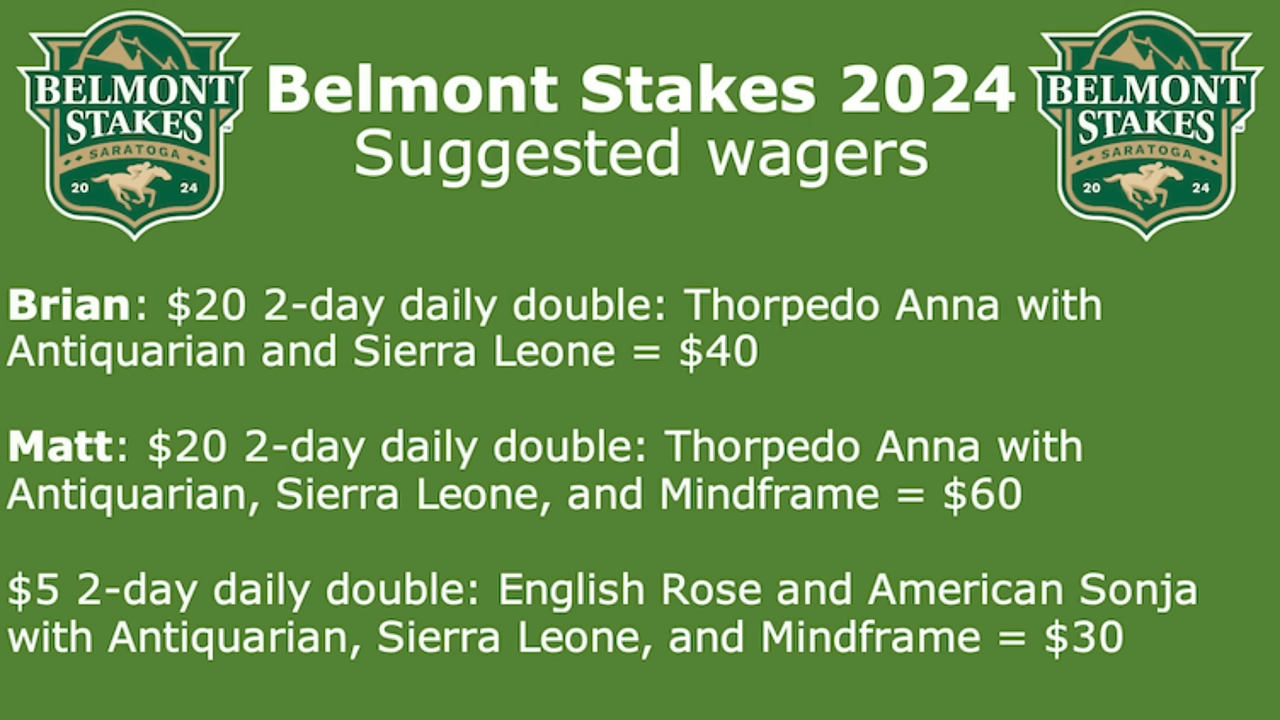 BELMONT
STAKES
SARATOGA
20 24
Belmont Stakes 2024
Suggested wagers
BELMONT
STAKES
SARATOGA
20 24
Brian: $20 2-day daily double: Thorpedo Anna with
Antiquarian and Sierra Leone = $40
Matt: $20 2-day daily double: Thorpedo Anna with
Antiquarian, Sierra Leone, and Mindframe = $60
$5 2-day daily double: English Rose and American Sonja
with Antiquarian, Sierra Leone, and Mindframe = $30